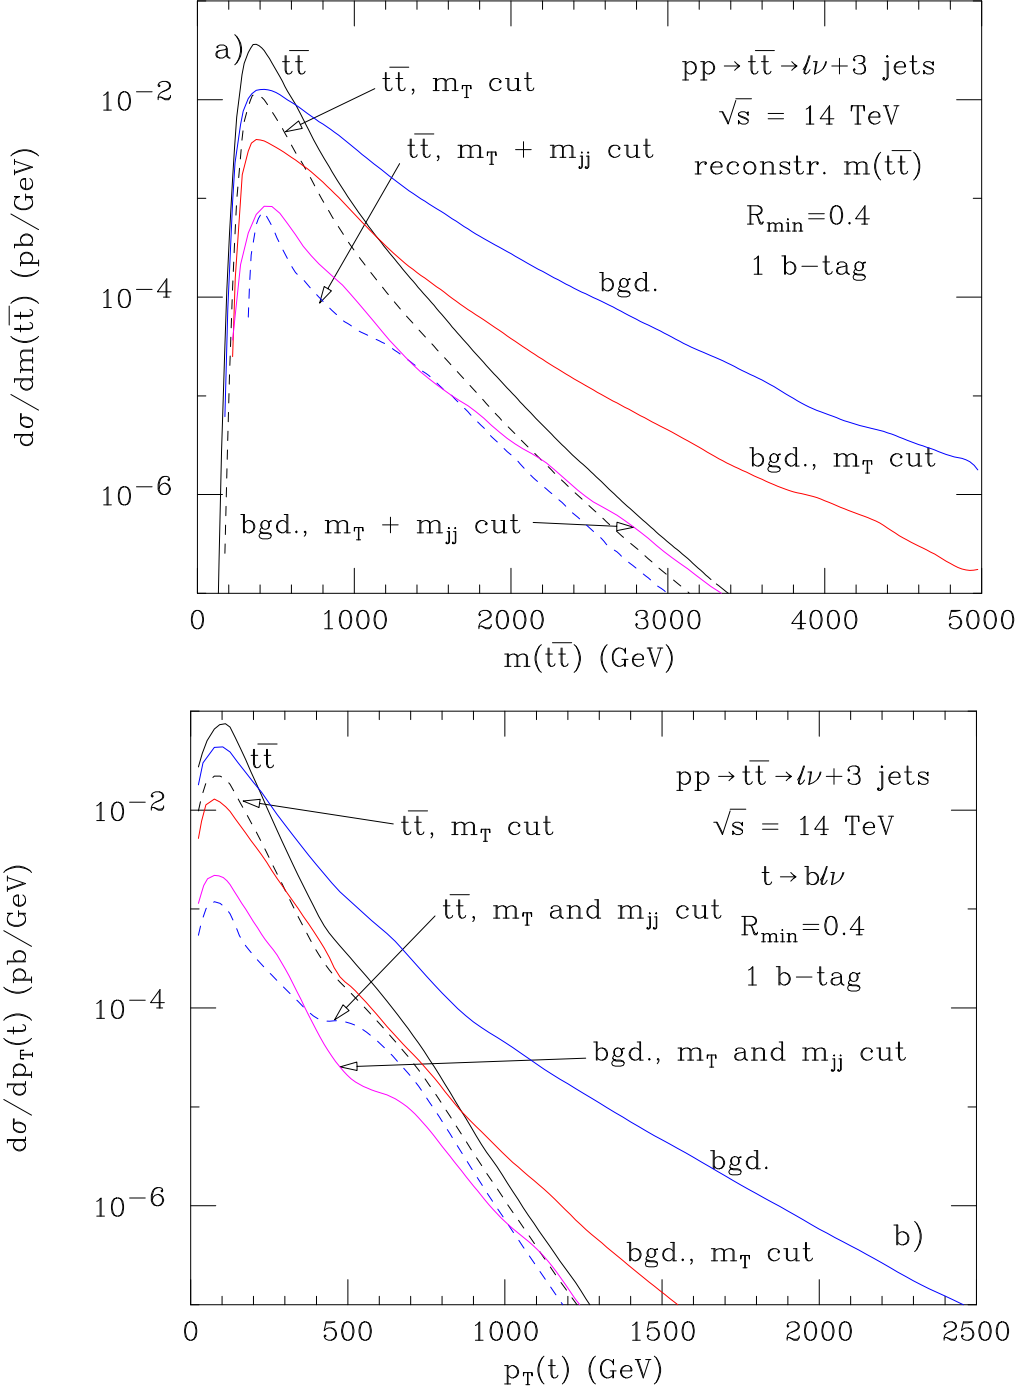 a)
tt̅
tt̅, m_T cut
tt̅, m_T + m_jj cut
pp→tt̅→lν+3 jets
√s = 14 TeV
reconstr. m(tt̅)
R_min=0.4
1 b−tag
bgd.
bgd., m_T cut
bgd., m_T + m_jj cut
10^−2
10^−4
10^−6
dσ/dm(tt̅) (pb/GeV)
0 1000 2000 3000 4000 5000
m(tt̅) (GeV)
tt̅
tt̅, m_T cut
tt̅, m_T and m_jj cut
pp→tt̅→lν+3 jets
√s = 14 TeV
t→blν
R_min=0.4
1 b−tag
bgd., m_T and m_jj cut
bgd.
b)
bgd., m_T cut
10^−2
10^−4
10^−6
dσ/dp_T(t) (pb/GeV)
0 500 1000 1500 2000 2500
p_T(t) (GeV)